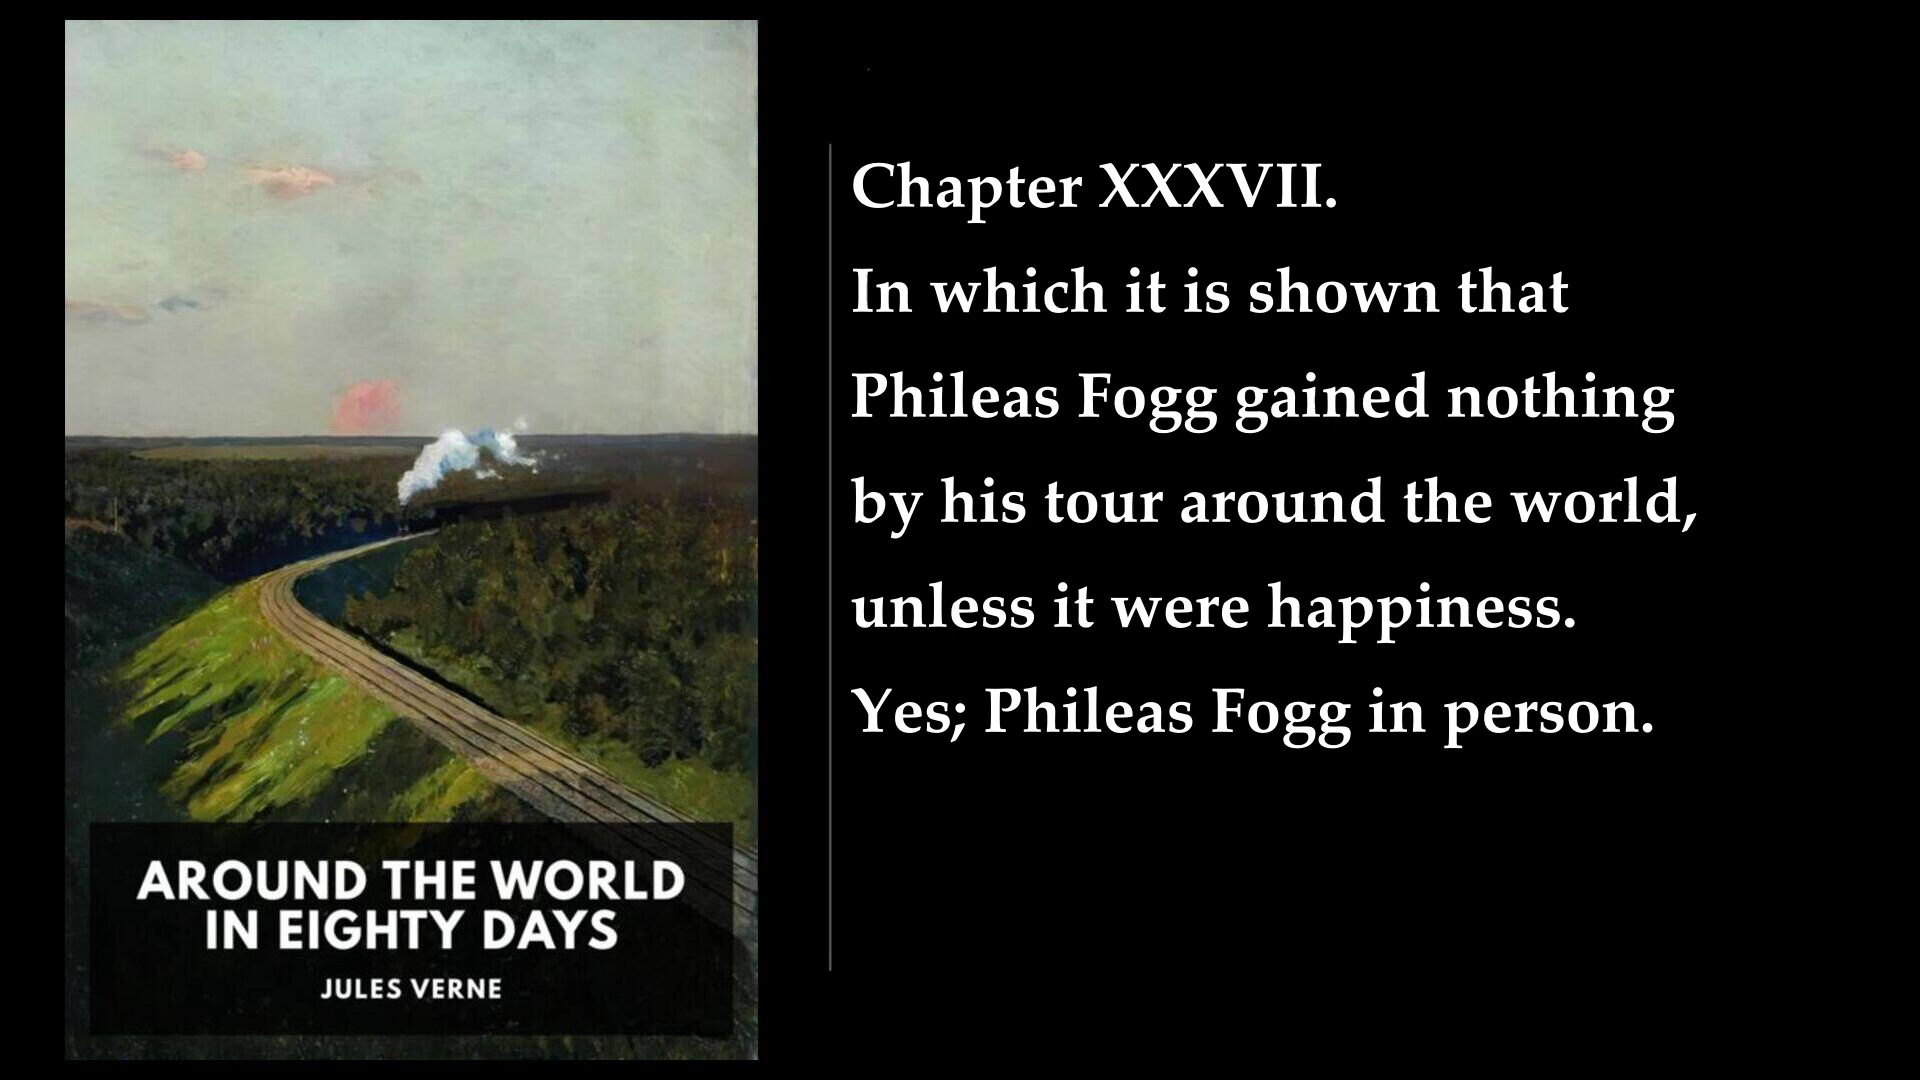 AROUND THE WORLD
IN EIGHTY DAYS
JULES VERNE
Chapter XXXVII.
In which it is shown that
Phileas Fogg gained nothing
by his tour around the world,
unless it were happiness.
Yes; Phileas Fogg in person.